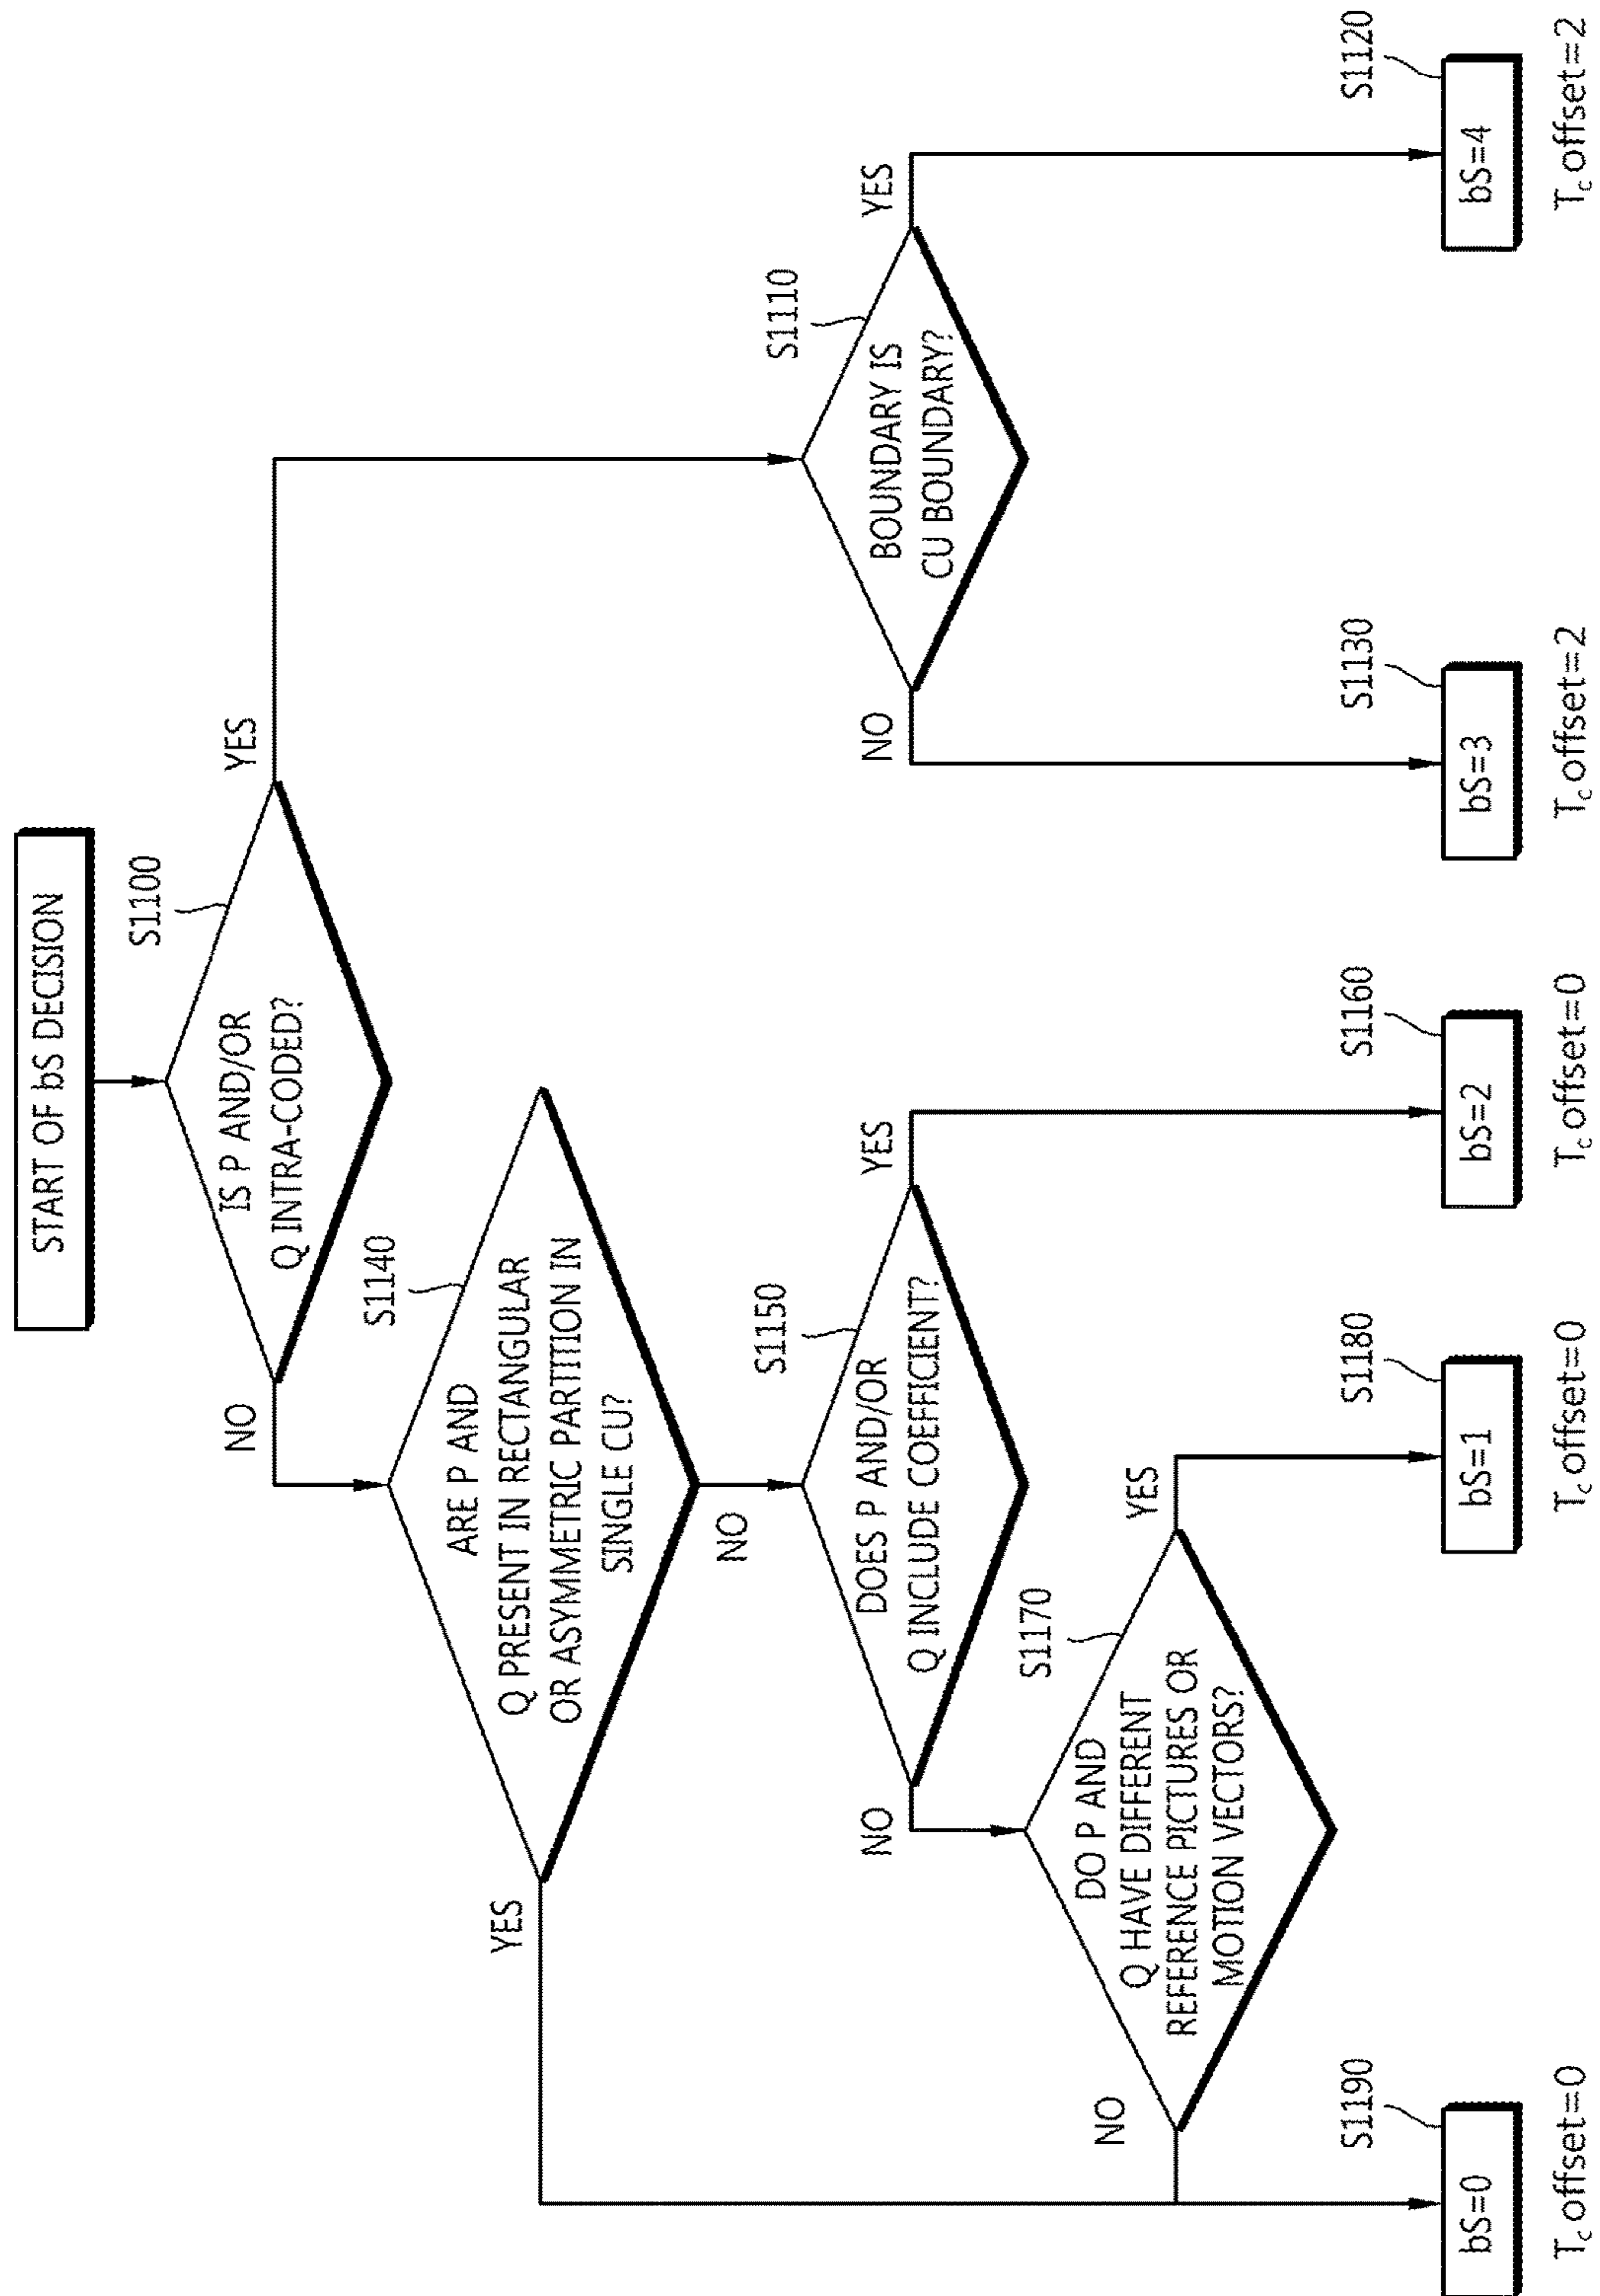 START OF bS DECISION
S1100
IS P AND/OR
Q INTRA-CODED?
NO
YES
S1140
ARE P AND
Q PRESENT IN RECTANGULAR
OR ASYMMETRIC PARTITION IN
SINGLE CU?
YES
NO
S1150
DOES P AND/OR
Q INCLUDE COEFFICIENT?
NO
YES
S1110
BOUNDARY IS
CU BOUNDARY?
NO
YES
S1170
DO P AND
Q HAVE DIFFERENT
REFERENCE PICTURES OR
MOTION VECTORS?
NO
YES
S1190
bS=0
Tc offset=0
S1180
bS=1
Tc offset=0
S1160
bS=2
Tc offset=0
S1130
bS=3
Tc offset=2
S1120
bS=4
Tc offset=2